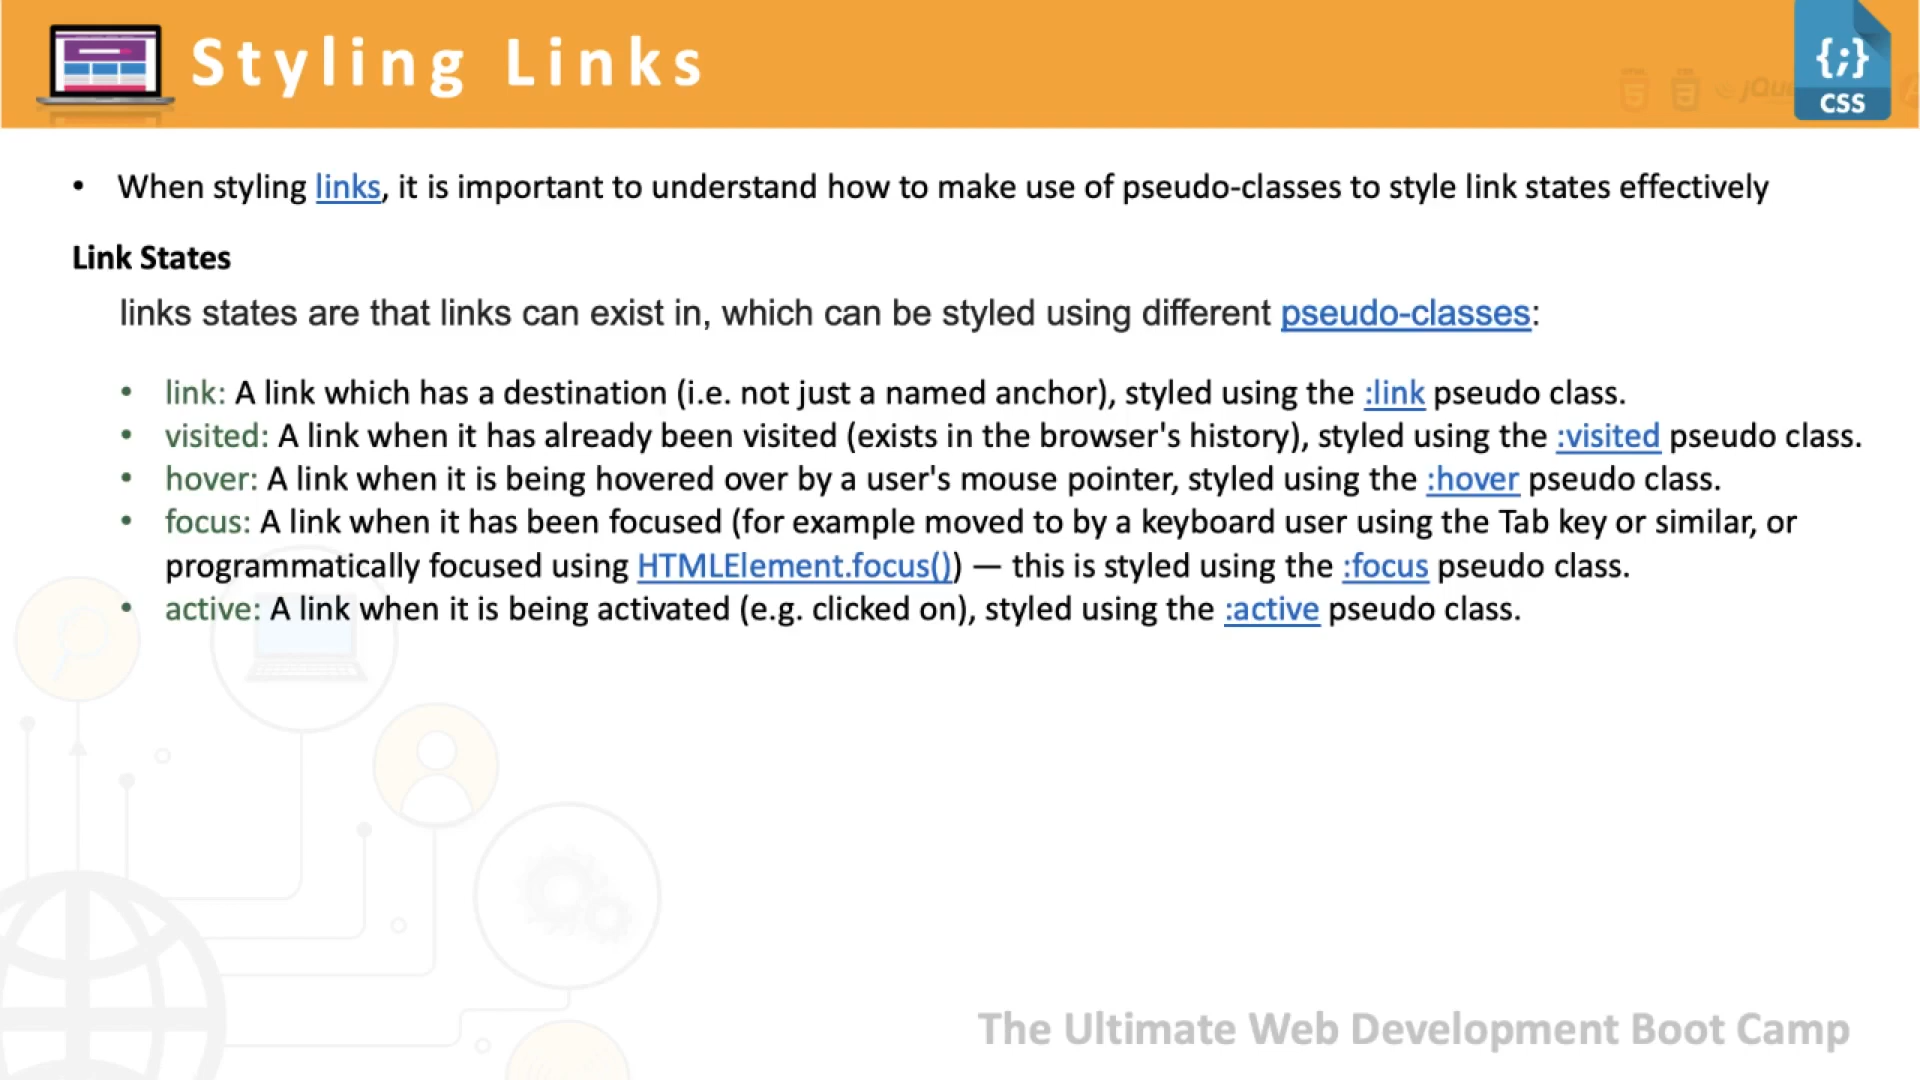 Styling Links
{;}
CSS
• When styling links, it is important to understand how to make use of pseudo-classes to style link states effectively
Link States
links states are that links can exist in, which can be styled using different pseudo-classes:
• link: A link which has a destination (i.e. not just a named anchor), styled using the :link pseudo class.
• visited: A link when it has already been visited (exists in the browser's history), styled using the :visited pseudo class.
• hover: A link when it is being hovered over by a user's mouse pointer, styled using the :hover pseudo class.
• focus: A link when it has been focused (for example moved to by a keyboard user using the Tab key or similar, or
programmatically focused using HTMLElement.focus()) — this is styled using the :focus pseudo class.
• active: A link when it is being activated (e.g. clicked on), styled using the :active pseudo class.
The Ultimate Web Development Boot Camp